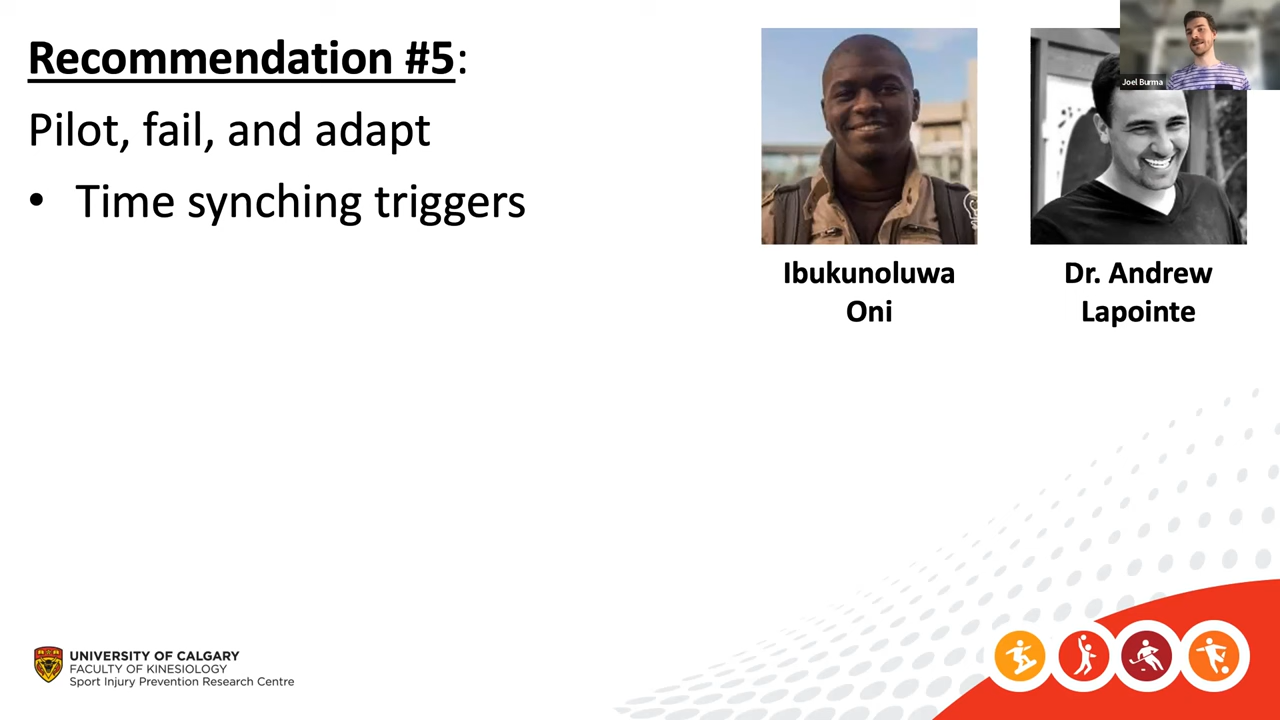 Recommendation #5:
Pilot, fail, and adapt
• Time synching triggers
Joel Burma
Ibukunoluwa
Oni
Dr. Andrew
Lapointe
UNIVERSITY OF CALGARY
FACULTY OF KINESIOLOGY
Sport Injury Prevention Research Centre